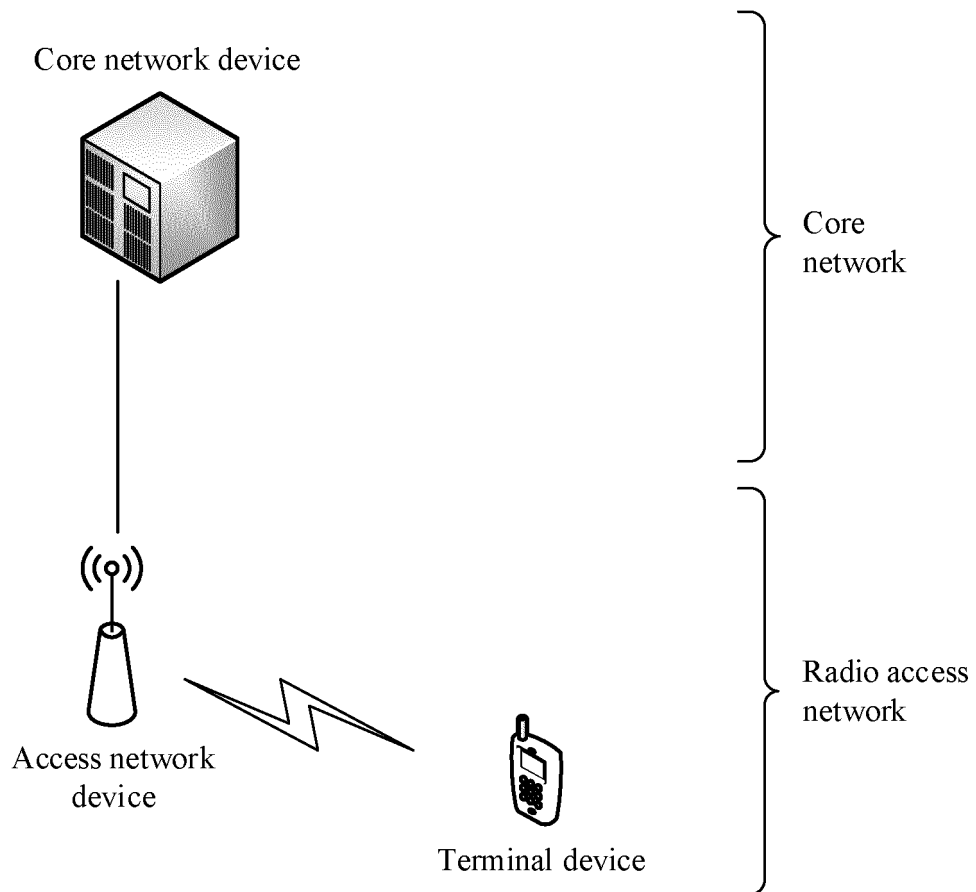 Core network device
Core
network
Radio access
network
Access network
device
Terminal device